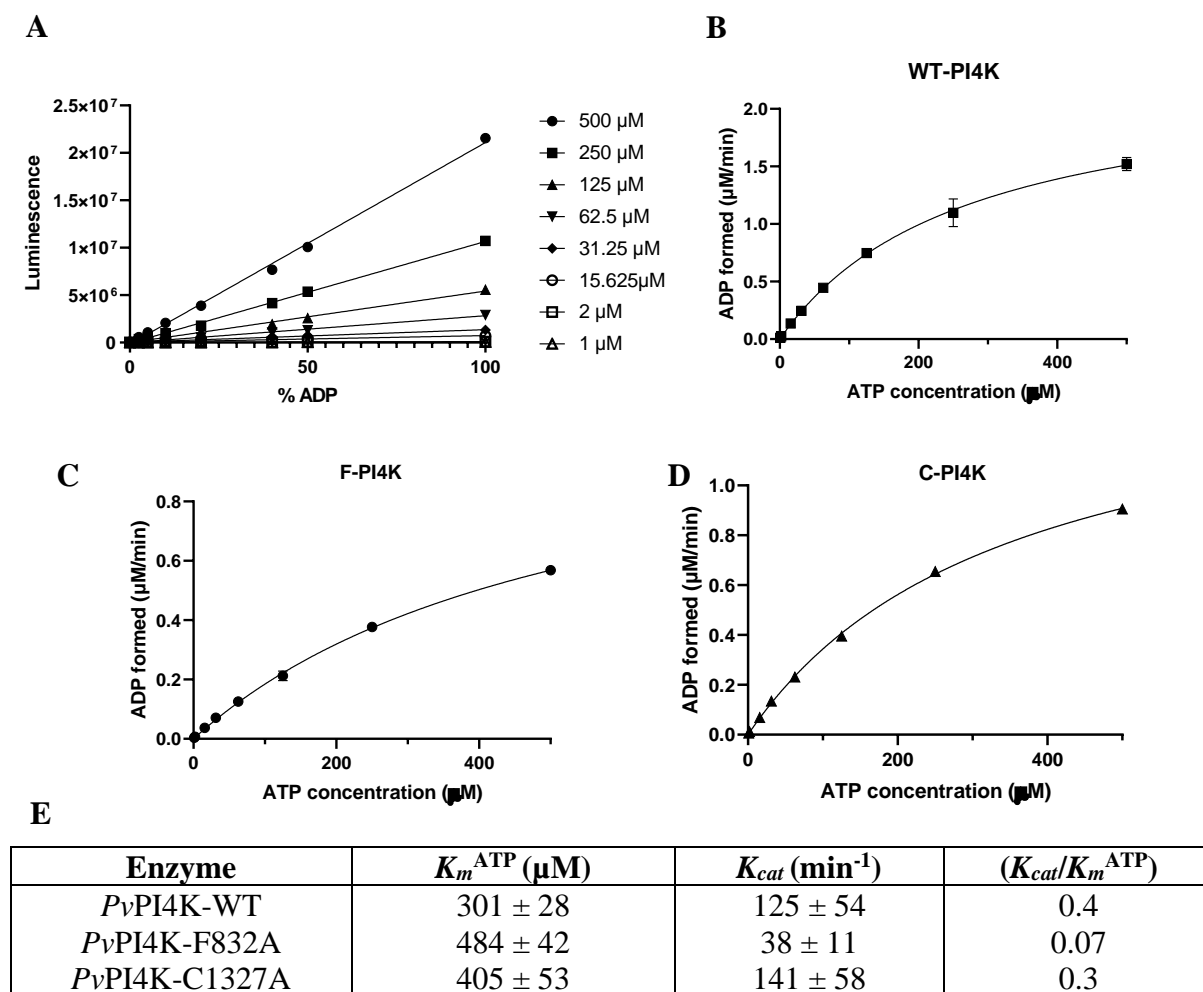 A
2.5×10⁷
2.0×10⁷
1.5×10⁷
1×10⁷
5×10⁶
0
Luminescence
0 50 100
% ADP
500 µM
250 µM
125 µM
62.5 µM
31.25 µM
15.625µM
2 µM
1 µM
B
WT-PI4K
2.0
1.5
1.0
0.5
0.0
ADP formed (µM/min)
0 200 400
ATP concentration (µM)
C
F-PI4K
0.8
0.6
0.4
0.2
0.0
ADP formed (µM/min)
0 200 400
ATP concentration (µM)
D
C-PI4K
1.0
0.8
0.6
0.4
0.2
0.0
ADP formed (µM/min)
0 200 400
ATP concentration (µM)
E
Enzyme Kₘᴬᵀᴾ (µM) Kcat (min⁻¹) (Kcat/Kₘᴬᵀᴾ)
PvPI4K-WT 301 ± 28 125 ± 54 0.4
PvPI4K-F832A 484 ± 42 38 ± 11 0.07
PvPI4K-C1327A 405 ± 53 141 ± 58 0.3